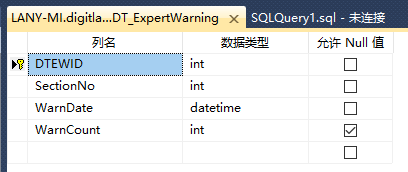 LANY-MI.digitla...DT_ExpertWarning SQLQuery1.sql - 未连接
列名 数据类型 允许 Null 值
DTEWID int
SectionNo int
WarnDate datetime
WarnCount int